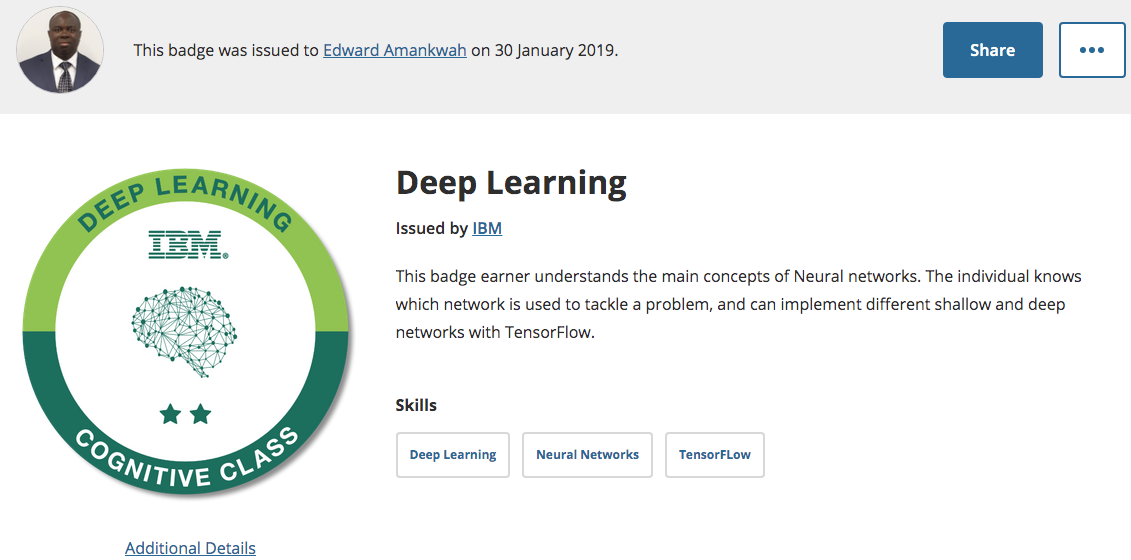 This badge was issued to Edward Amankwah on 30 January 2019.
Share
DEEP LEARNING
IBM®
COGNITIVE CLASS
Additional Details
Deep Learning
Issued by IBM
This badge earner understands the main concepts of Neural networks. The individual knows
which network is used to tackle a problem, and can implement different shallow and deep
networks with TensorFlow.
Skills
Deep Learning
Neural Networks
TensorFLow